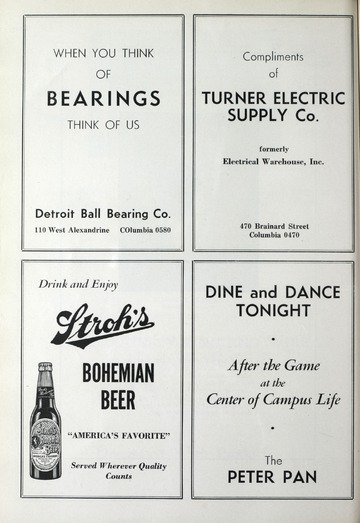 WHEN YOU THINK
OF
BEARINGS
THINK OF US
Detroit Ball Bearing Co.
110 West Alexandrine COlumbia 0580
Compliments
of
TURNER ELECTRIC
SUPPLY Co.
formerly
Electrical Warehouse, Inc.
470 Brainard Street
Columbia 0470
Drink and Enjoy
Stroh's
BOHEMIAN
BEER
"AMERICA'S FAVORITE"
Served Wherever Quality
Counts
DINE and DANCE
TONIGHT
After the Game
at the
Center of Campus Life
The
PETER PAN